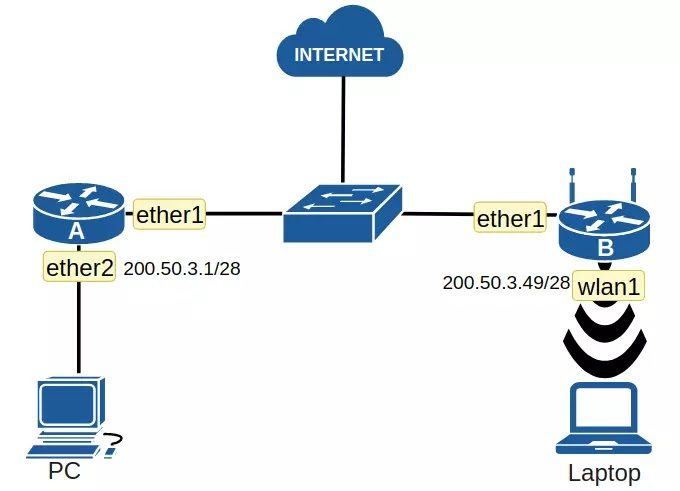 INTERNET
A
ether1
ether1
B
ether2
200.50.3.1/28
200.50.3.49/28
wlan1
PC
Laptop